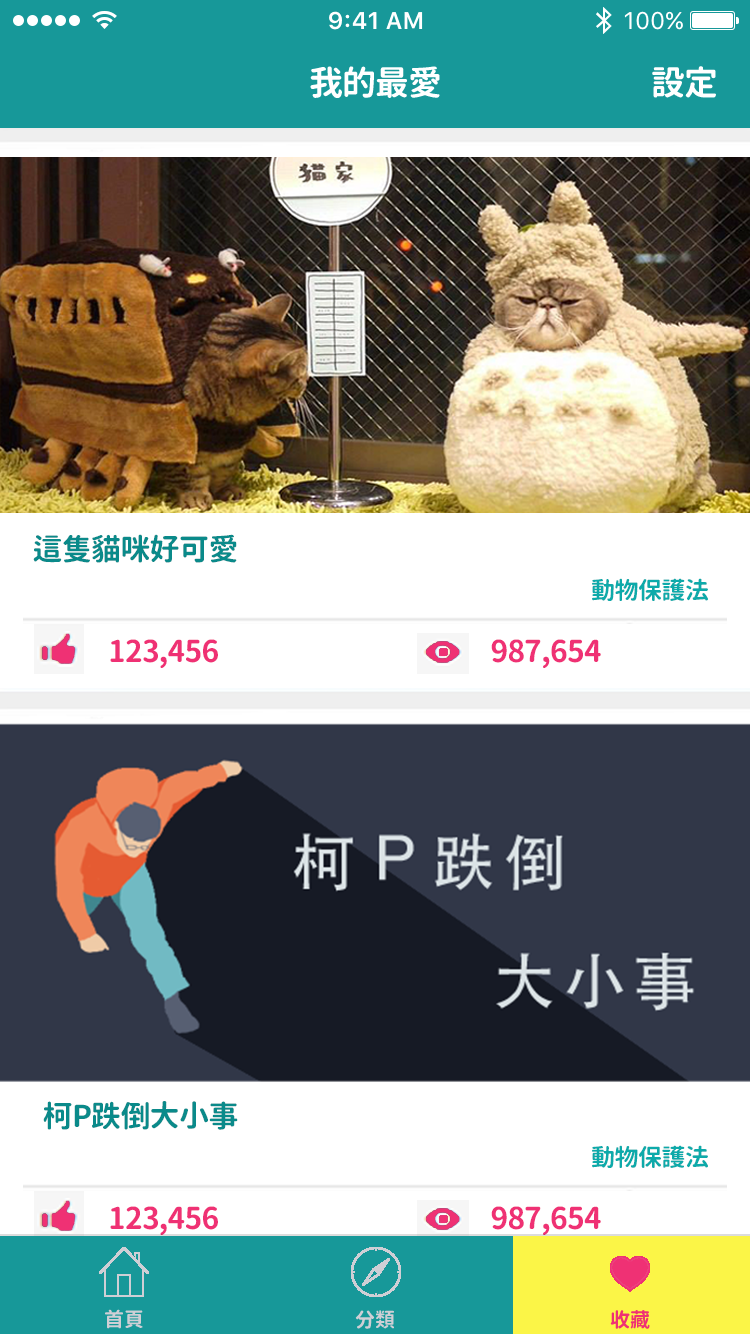 9:41 AM
100%
我的最愛
設定
貓家
這隻貓咪好可愛
動物保護法
123,456
987,654
柯P跌倒
大小事
柯P跌倒大小事
動物保護法
123,456
987,654
首頁
分類
收藏